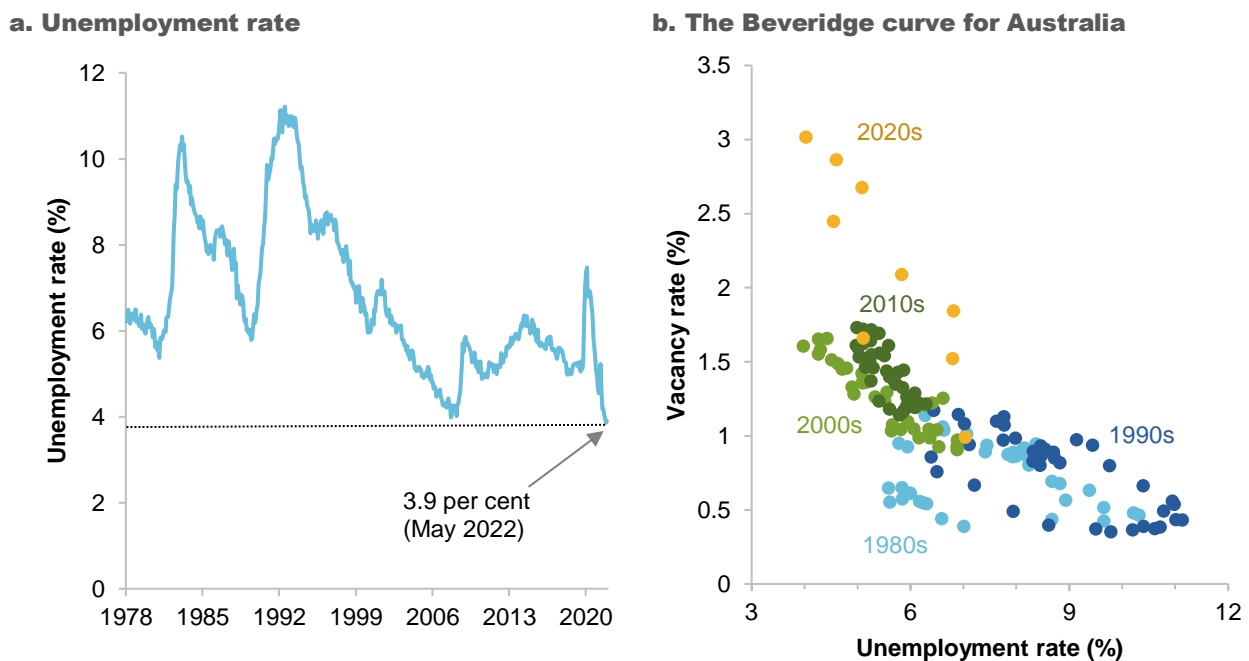 a. Unemployment rate
Unemployment rate (%)
12
10
8
6
4
2
0
1978 1985 1992 1999 2006 2013 2020
3.9 per cent
(May 2022)
b. The Beveridge curve for Australia
Vacancy rate (%)
3.5
3
2.5
2
1.5
1
0.5
0
2020s
2010s
2000s
1990s
1980s
3 6 9 12
Unemployment rate (%)